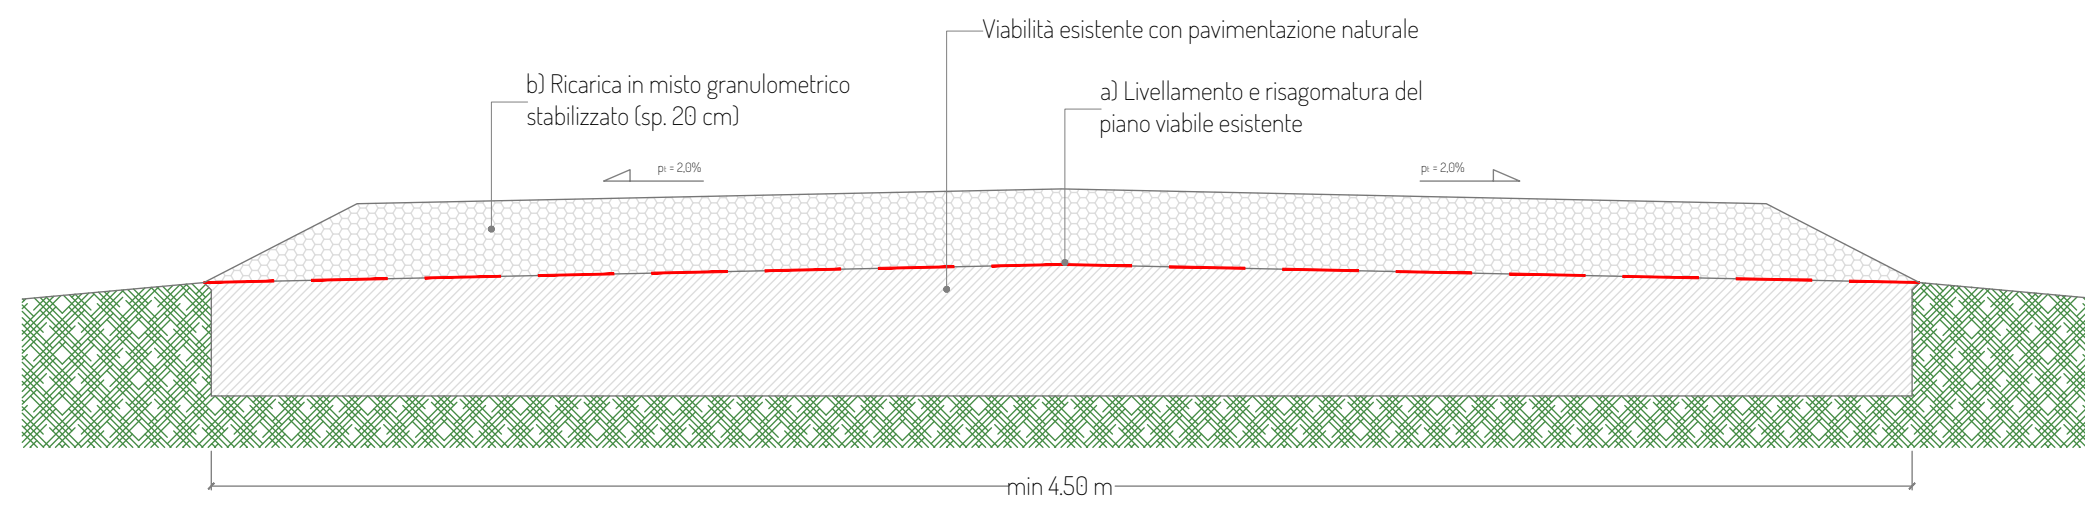 Viabilità esistente con pavimentazione naturale
b) Ricarica in misto granulometrico
stabilizzato (sp. 20 cm)
a) Livellamento e risagomatura del
piano viabile esistente
pt = 2,0%
pt = 2,0%
min 4.50 m